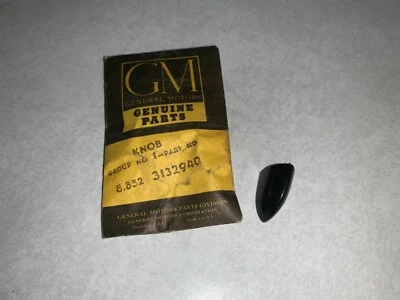 GM
GENERAL MOTORS
GENUINE
PARTS
KNOB
GROUP NO 1-PART NO
8.852 3132940
GENERAL MOTORS PARTS DIVISION
GENERAL MOTORS CORPORATION